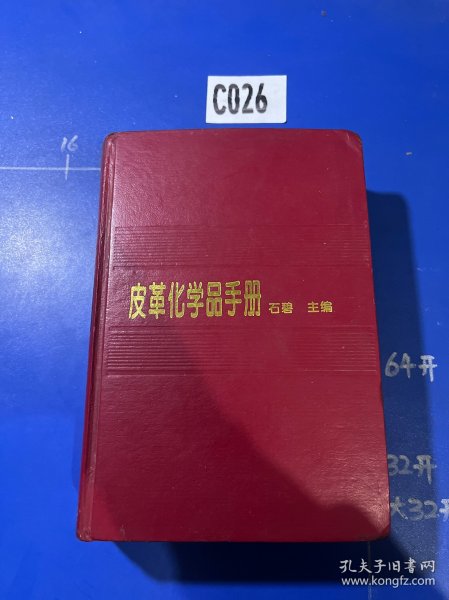 C026
16
皮革化学品手册 石碧 主编
64开
32开
大32开
孔夫子旧书网
www.kongfz.com